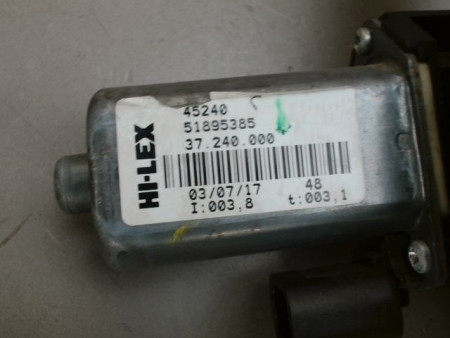 HI-LEX
45240
51895385
37.240.000
03/07/17 48
I:003,8 t:003,1